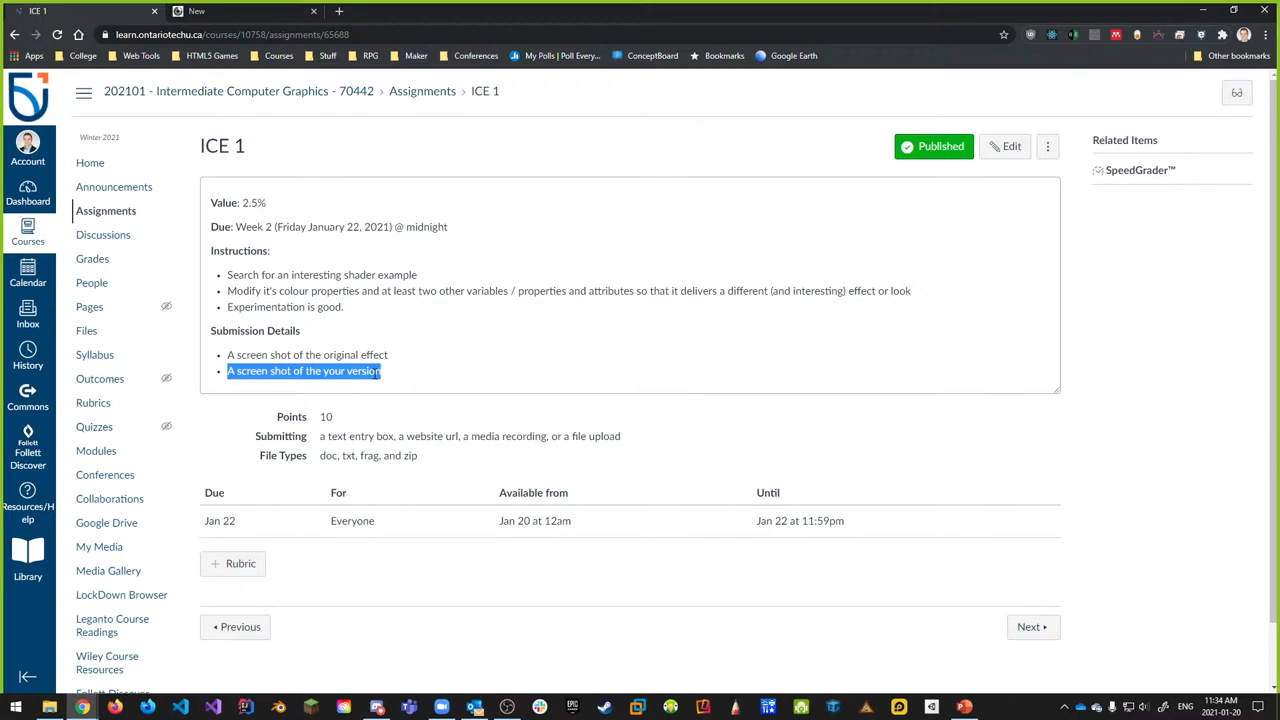 ICE 1
New
learn.ontariotechu.ca/courses/10758/assignments/65688
Apps College Web Tools HTML5 Games Courses Stuff RPG Maker Conferences My Polls | Poll Every... ConceptBoard Bookmarks Google Earth Other bookmarks
202101 - Intermediate Computer Graphics - 70442 › Assignments › ICE 1
Account
Dashboard
Courses
Calendar
Inbox
History
Commons
Follett
Follett
Discover
Resources/H
elp
Library
Winter 2021
Home
Announcements
Assignments
Discussions
Grades
People
Pages
Files
Syllabus
Outcomes
Rubrics
Quizzes
Modules
Conferences
Collaborations
Google Drive
My Media
Media Gallery
LockDown Browser
Leganto Course
Readings
Wiley Course
Resources
Follett Discover
ICE 1
Published
Edit
Value: 2.5%
Due: Week 2 (Friday January 22, 2021) @ midnight
Instructions:
• Search for an interesting shader example
• Modify it's colour properties and at least two other variables / properties and attributes so that it delivers a different (and interesting) effect or look
• Experimentation is good.
Submission Details
• A screen shot of the original effect
• A screen shot of the your version
Points 10
Submitting a text entry box, a website url, a media recording, or a file upload
File Types doc, txt, frag, and zip
Due For Available from Until
Jan 22 Everyone Jan 20 at 12am Jan 22 at 11:59pm
+ Rubric
Previous
Next
Related Items
SpeedGrader™
ENG
11:34 AM
2021-01-20